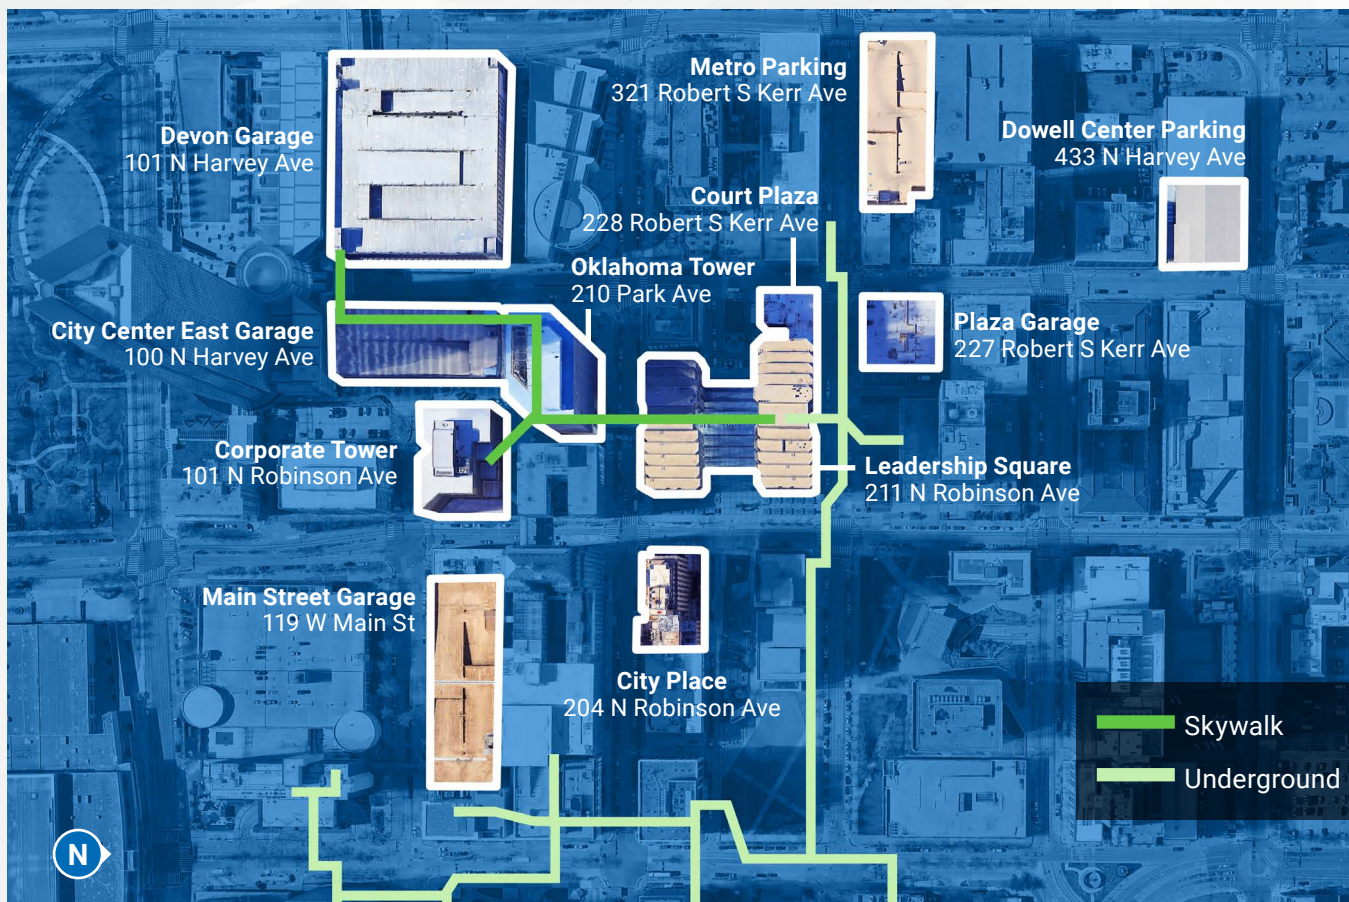 Metro Parking
321 Robert S Kerr Ave
Devon Garage
101 N Harvey Ave
Dowell Center Parking
433 N Harvey Ave
Court Plaza
228 Robert S Kerr Ave
Oklahoma Tower
210 Park Ave
City Center East Garage
100 N Harvey Ave
Plaza Garage
227 Robert S Kerr Ave
Corporate Tower
101 N Robinson Ave
Leadership Square
211 N Robinson Ave
Main Street Garage
119 W Main St
City Place
204 N Robinson Ave
Skywalk
Underground
N